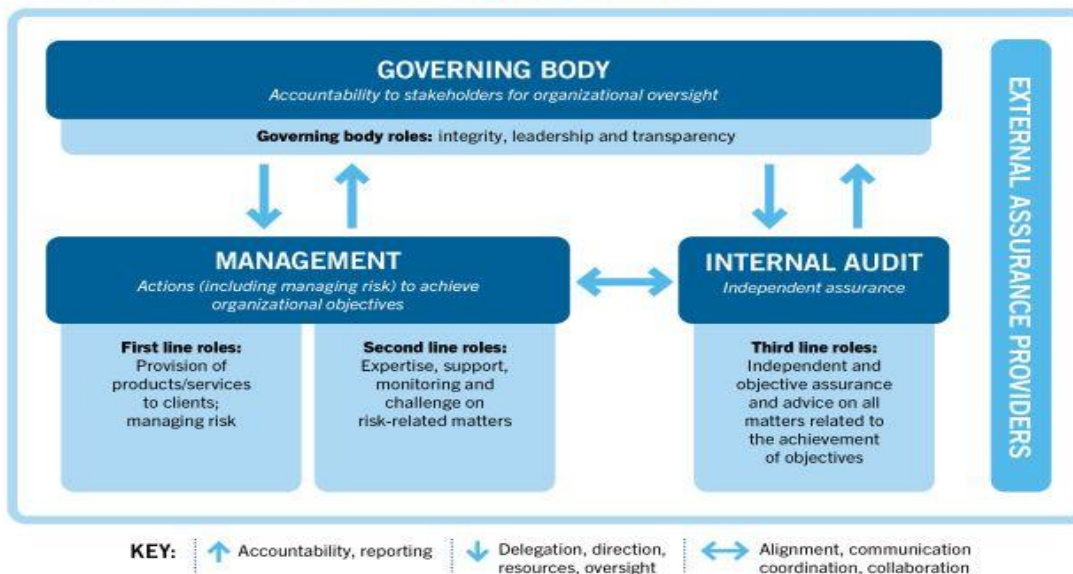 GOVERNING BODY
Accountability to stakeholders for organizational oversight
Governing body roles: integrity, leadership and transparency
MANAGEMENT
Actions (including managing risk) to achieve
organizational objectives
First line roles:
Provision of
products/services
to clients;
managing risk
Second line roles:
Expertise, support,
monitoring and
challenge on
risk-related matters
INTERNAL AUDIT
Independent assurance
Third line roles:
Independent and
objective assurance
and advice on all
matters related to
the achievement
of objectives
EXTERNAL ASSURANCE PROVIDERS
KEY:
Accountability, reporting
Delegation, direction,
resources, oversight
Alignment, communication
coordination, collaboration